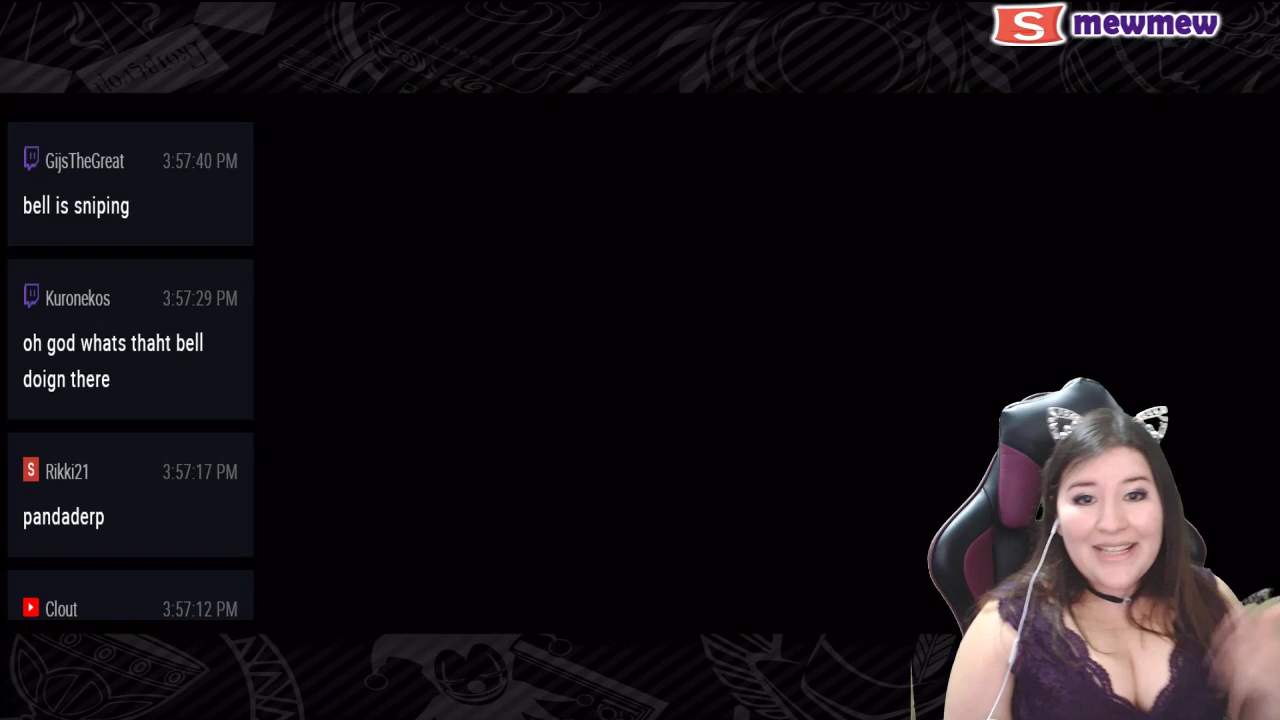 S mewmew
GijsTheGreat 3:57:40 PM
bell is sniping
Kuronekos 3:57:29 PM
oh god whats thaht bell
doign there
S Rikki21 3:57:17 PM
pandaderp
Clout 3:57:12 PM